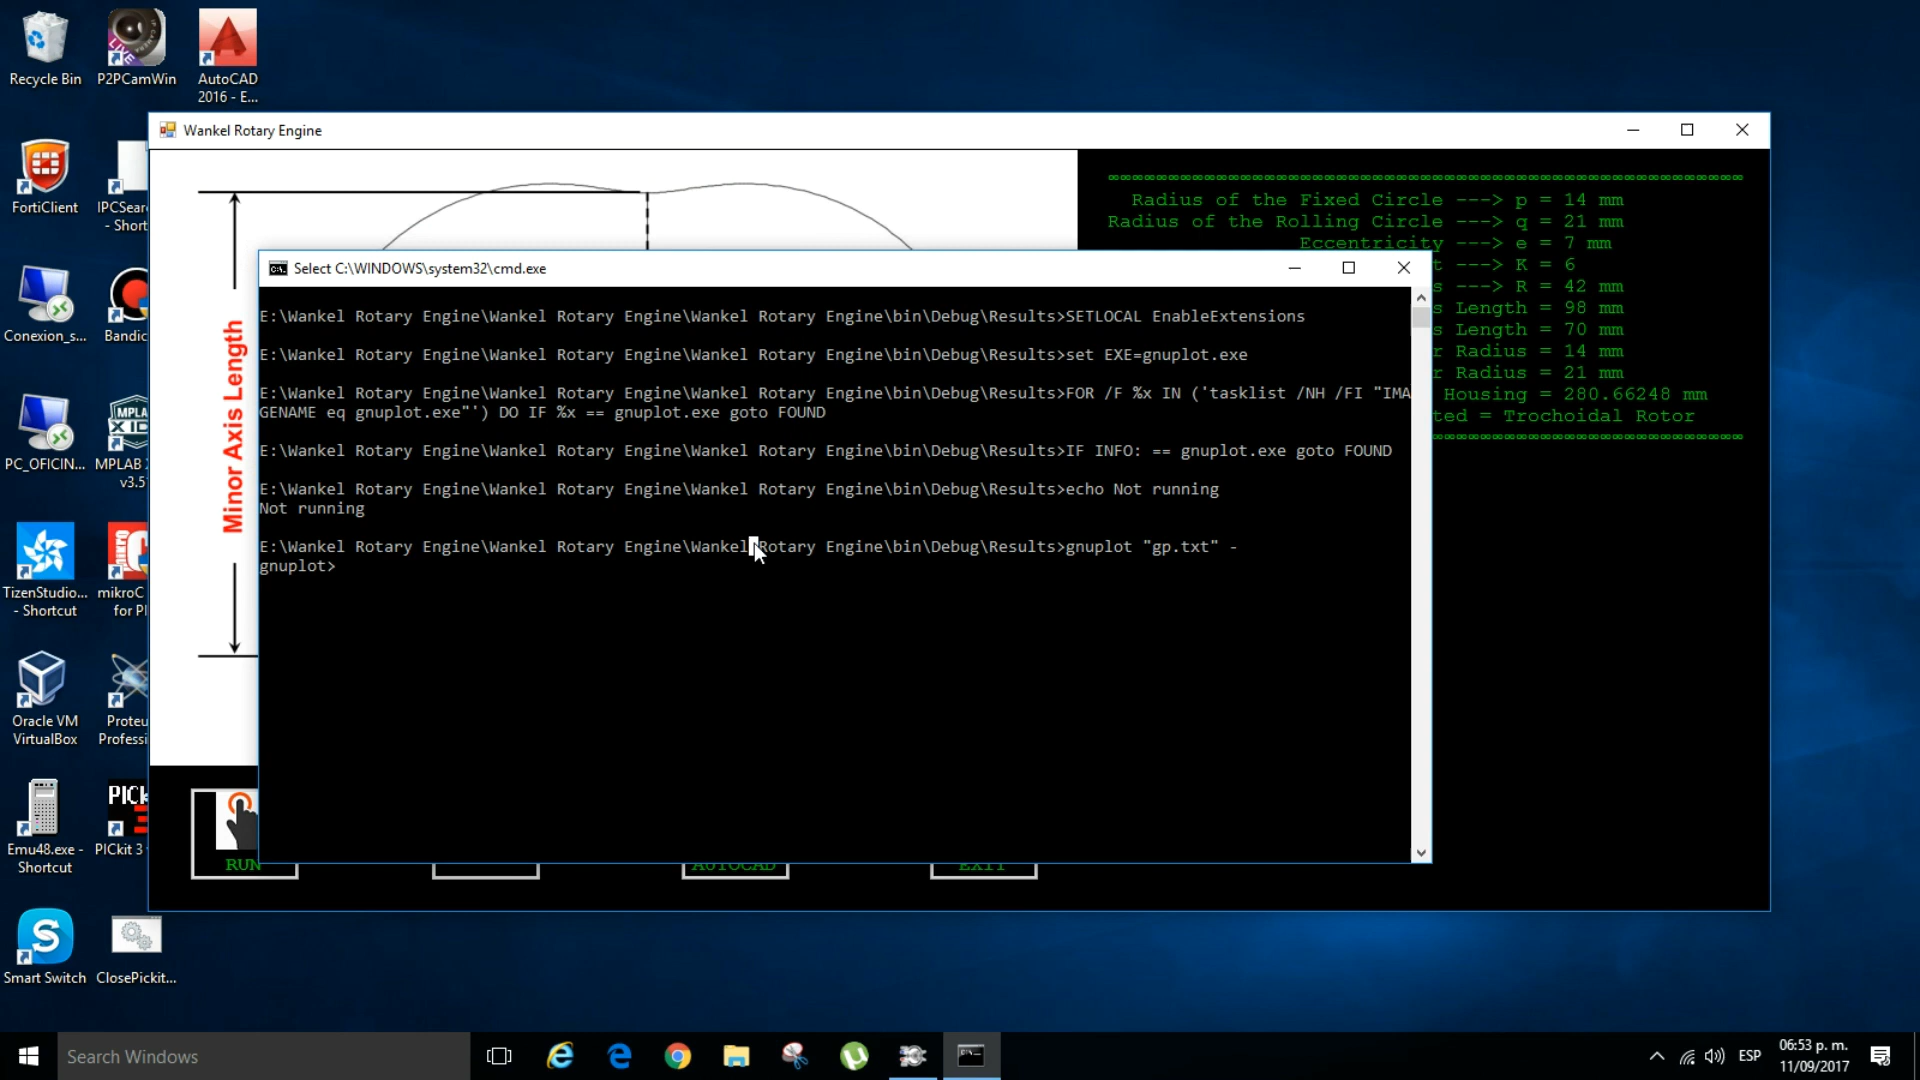 Recycle Bin
P2PCamWin
AutoCAD
2016 - E...
FortiClient
IPCSear
- Short
Conexion_s...
Bandic
PC_OFICIN...
MPLAB
v3.5
TizenStudio...
- Shortcut
mikroC
for PI
Oracle VM
VirtualBox
Proteu
Professi
Emu48.exe -
Shortcut
PICkit 3
Smart Switch
ClosePickit...
Wankel Rotary Engine
Minor Axis Length
Radius of the Fixed Circle ---> p = 14 mm
Radius of the Rolling Circle ---> q = 21 mm
Eccentricity ---> e = 7 mm
t ---> K = 6
s ---> R = 42 mm
s Length = 98 mm
s Length = 70 mm
r Radius = 14 mm
r Radius = 21 mm
Housing = 280.66248 mm
ted = Trochoidal Rotor
Select C:\WINDOWS\system32\cmd.exe
E:\Wankel Rotary Engine\Wankel Rotary Engine\Wankel Rotary Engine\bin\Debug\Results>SETLOCAL EnableExtensions
E:\Wankel Rotary Engine\Wankel Rotary Engine\Wankel Rotary Engine\bin\Debug\Results>set EXE=gnuplot.exe
E:\Wankel Rotary Engine\Wankel Rotary Engine\Wankel Rotary Engine\bin\Debug\Results>FOR /F %x IN ('tasklist /NH /FI "IMA
GENAME eq gnuplot.exe"') DO IF %x == gnuplot.exe goto FOUND
E:\Wankel Rotary Engine\Wankel Rotary Engine\Wankel Rotary Engine\bin\Debug\Results>IF INFO: == gnuplot.exe goto FOUND
E:\Wankel Rotary Engine\Wankel Rotary Engine\Wankel Rotary Engine\bin\Debug\Results>echo Not running
Not running
E:\Wankel Rotary Engine\Wankel Rotary Engine\Wankel Rotary Engine\bin\Debug\Results>gnuplot "gp.txt" -
gnuplot>
RUN
AUTOCAD
EXIT
Search Windows
ESP
06:53 p. m.
11/09/2017